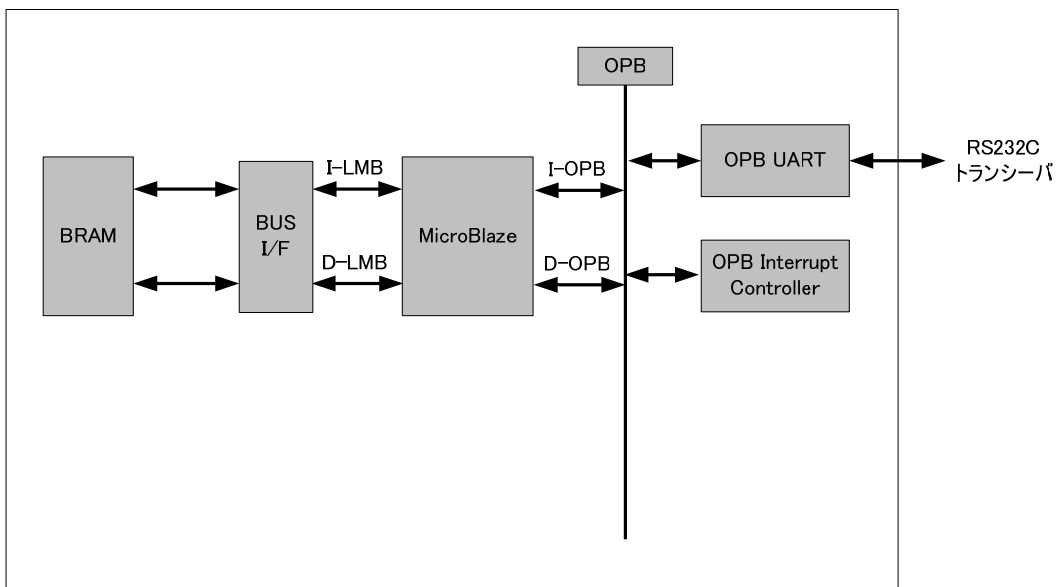 OPB
OPB UART
RS232C
トランシーバ
I-LMB
I-OPB
BRAM
BUS
I/F
MicroBlaze
D-LMB
D-OPB
OPB Interrupt
Controller